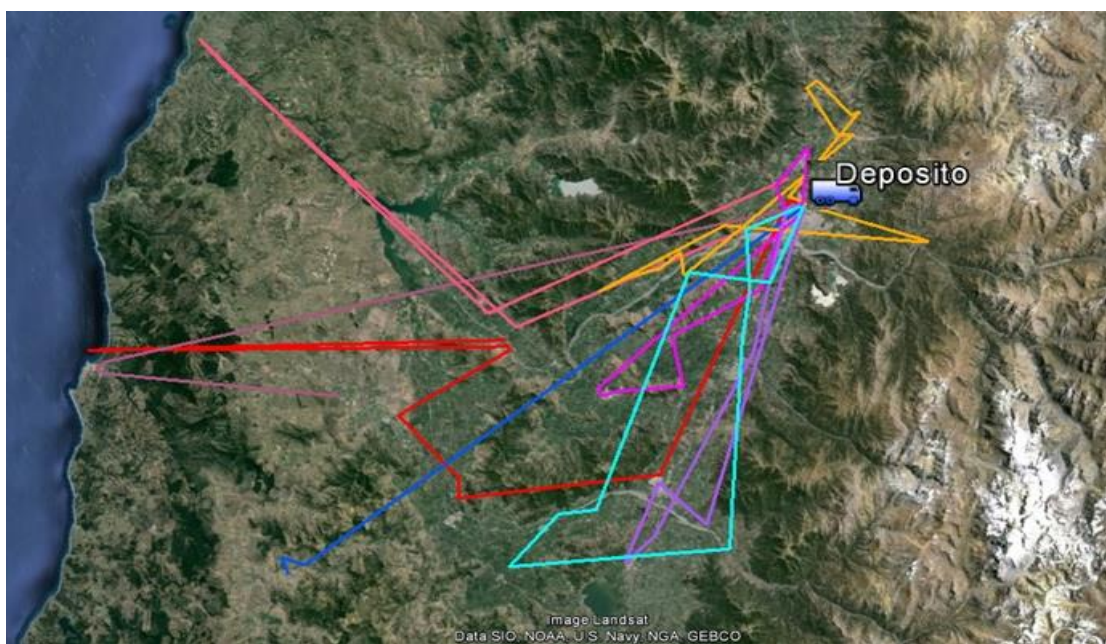 Deposito
Image Landsat
Data SIO, NOAA, U.S. Navy, NGA, GEBCO